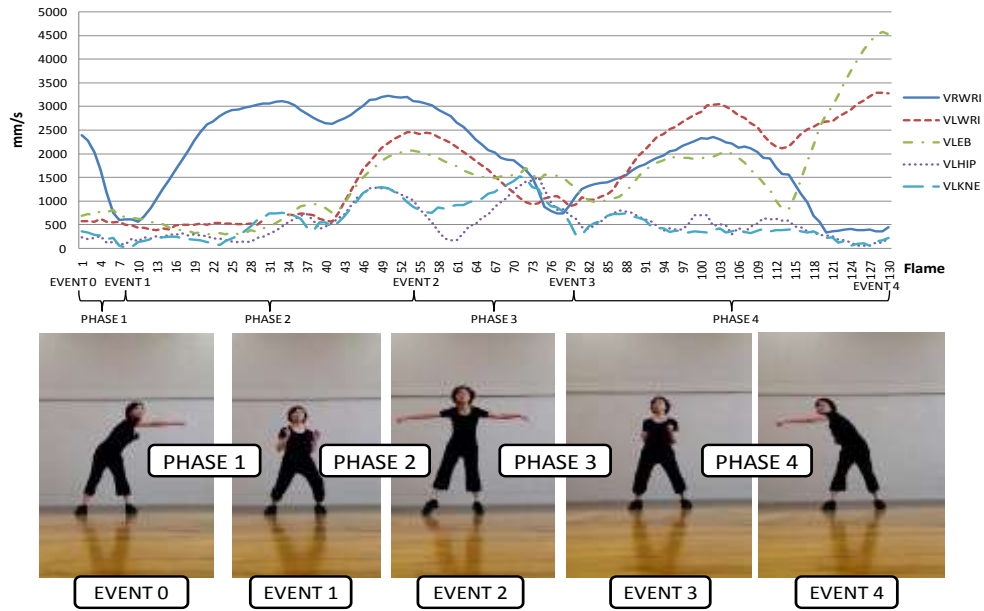 5000
4500
4000
3500
3000
2500
2000
1500
1000
500
0
mm/s
VRWRI
VLWRI
VLEB
VLHIP
VLKNE
1 4 7 10 13 16 19 22 25 28 31 34 37 40 43 46 49 52 55 58 61 64 67 70 73 76 79 82 85 88 91 94 97 100 103 106 109 112 115 118 121 124 127 130 Flame
EVENT 0 EVENT 1 EVENT 2 EVENT 3 EVENT 4
PHASE 1 PHASE 2 PHASE 3 PHASE 4
PHASE 1 PHASE 2 PHASE 3 PHASE 4
EVENT 0 EVENT 1 EVENT 2 EVENT 3 EVENT 4